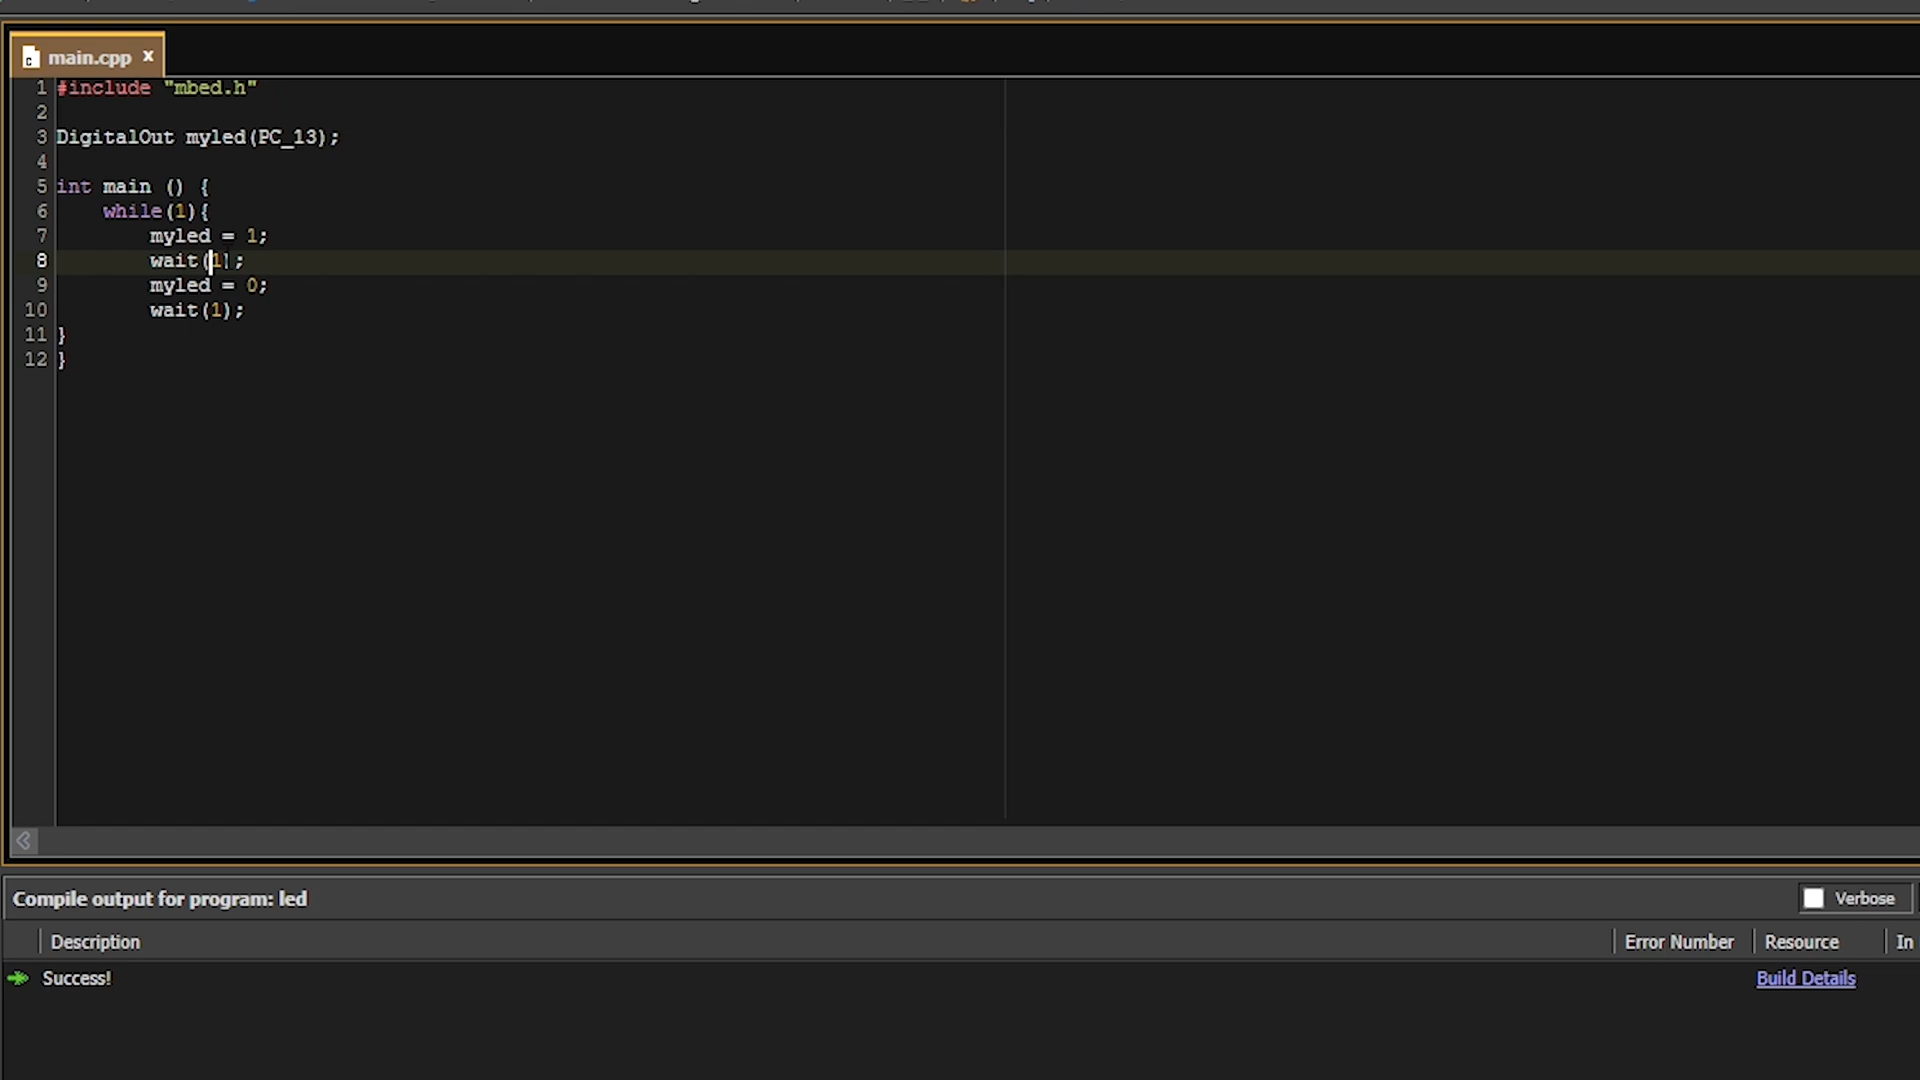 main.cpp x
1 #include "mbed.h"
2
3 DigitalOut myled(PC_13);
4
5 int main () {
6     while(1){
7         myled = 1;
8         wait(1);
9         myled = 0;
10         wait(1);
11 }
12 }
Compile output for program: led
Verbose
Description Error Number Resource In
Success! Build Details